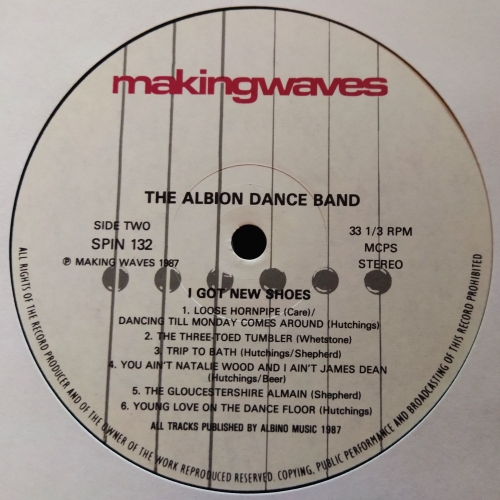 makingwaves
THE ALBION DANCE BAND
SIDE TWO
SPIN 132
℗ MAKING WAVES 1987
33 1/3 RPM
MCPS
STEREO
I GOT NEW SHOES
1. LOOSE HORNPIPE (Care)/
DANCING TILL MONDAY COMES AROUND (Hutchings)
2. THE THREE-TOED TUMBLER (Whetstone)
3. TRIP TO BATH (Hutchings/Shepherd)
4. YOU AIN'T NATALIE WOOD AND I AIN'T JAMES DEAN
(Hutchings/Beer)
5. THE GLOUCESTERSHIRE ALMAIN (Shepherd)
6. YOUNG LOVE ON THE DANCE FLOOR (Hutchings)
ALL TRACKS PUBLISHED BY ALBINO MUSIC 1987
ALL RIGHTS OF THE RECORD PRODUCER AND OF THE OWNER OF THE WORK REPRODUCED RESERVED. COPYING, PUBLIC PERFORMANCE AND BROADCASTING OF THIS RECORD PROHIBITED